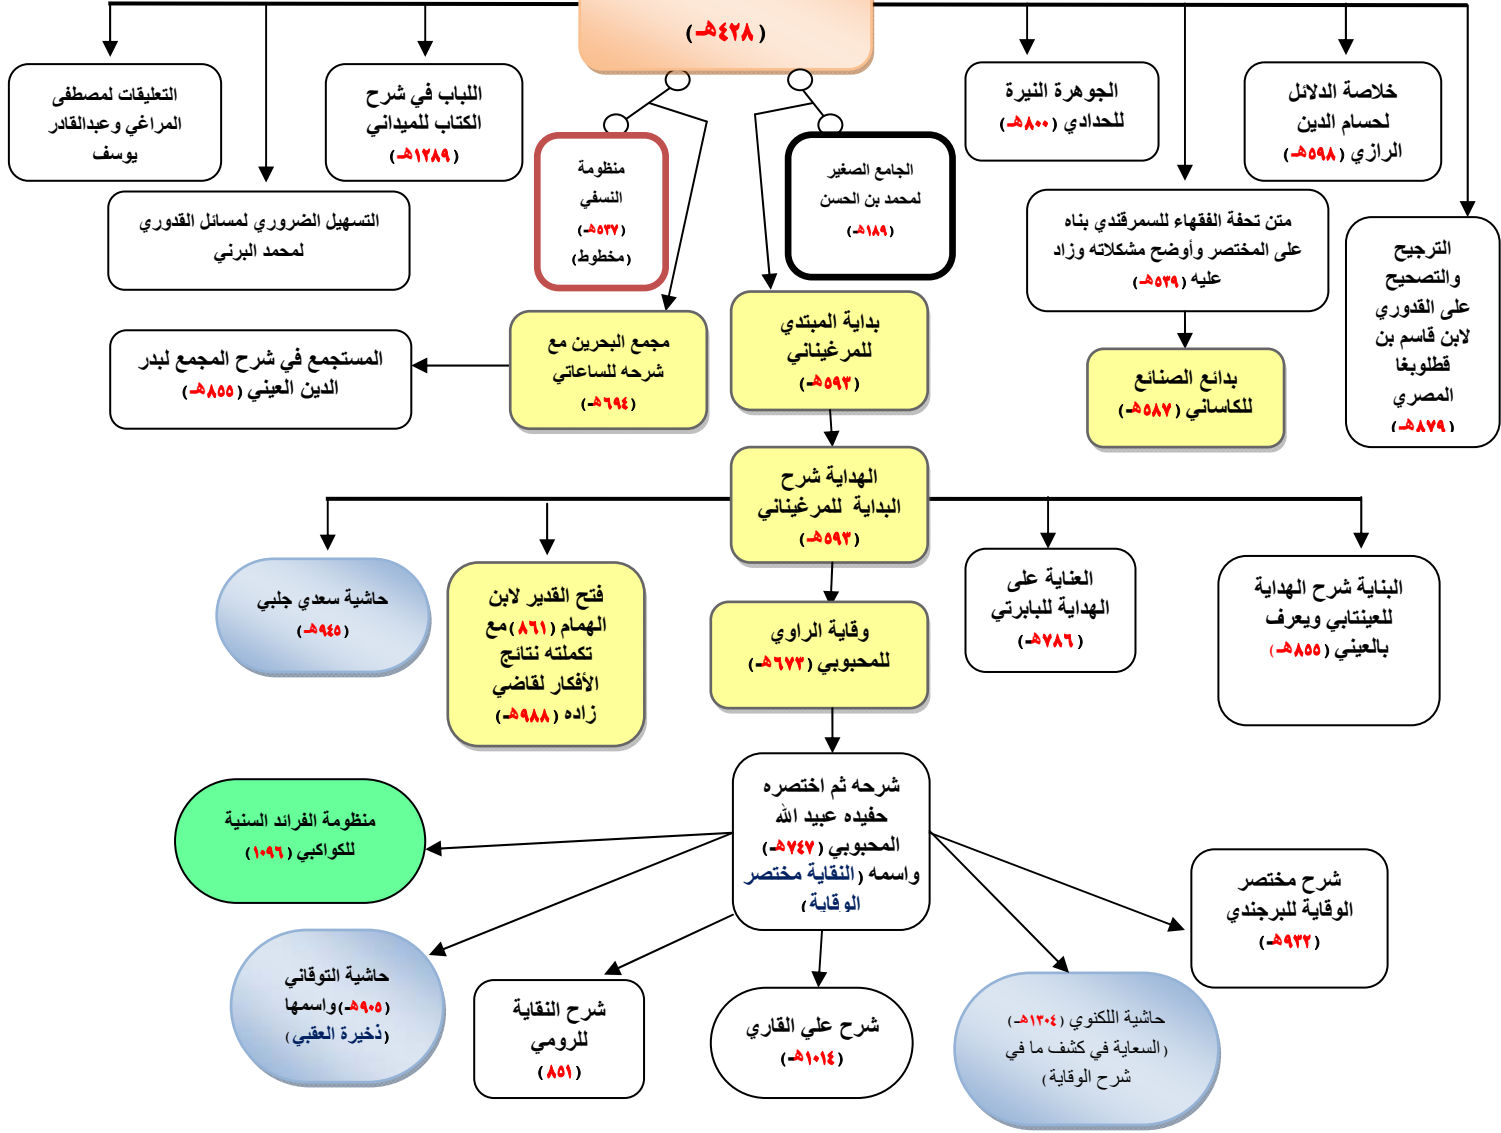 (٤٢٨هـ)
خلاصة الدلائل
لحسام الدين
الرازي (٥٩٨هـ)
الجوهرة النيرة
للحدادي (٨٠٠هـ)
اللباب في شرح
الكتاب للميداني
(١٢٨٩هـ)
التعليقات لمصطفى
المراغي وعبدالقادر
يوسف
الترجيح
والتصحيح
على القدوري
لابن قاسم بن
قطلوبغا
المصري
(٨٧٩هـ)
متن تحفة الفقهاء للسمرقندي بناه
على المختصر وأوضح مشكلاته وزاد
عليه (٥٣٩هـ)
الجامع الصغير
لمحمد بن الحسن
(١٨٩هـ)
منظومة
النسفي
(٥٣٧هـ)
(مخطوط)
التسهيل الضروري لمسائل القدوري
لمحمد البرني
بدائع الصنائع
للكاساني (٥٨٧هـ)
بداية المبتدي
للمرغيناني
(٥٩٣هـ)
مجمع البحرين مع
شرحه للساعاتي
(٦٩٤هـ)
المستجمع في شرح المجمع لبدر
الدين العيني (٨٥٥هـ)
الهداية شرح
البداية للمرغيناني
(٥٩٣هـ)
البناية شرح الهداية
للعينتابي ويعرف
بالعيني (٨٥٥هـ)
العناية على
الهداية للبابرتي
(٧٨٦هـ)
وقاية الراوي
للمحبوبي (٦٧٣هـ)
فتح القدير لابن
الهمام (٨٦١)مع
تكملته نتائج
الأفكار لقاضي
زاده (٩٨٨هـ)
حاشية سعدي جلبي
(٩٤٥هـ)
شرحه ثم اختصره
حفيده عبيد الله
المحبوبي (٧٤٧هـ)
واسمه (النقاية مختصر
الوقاية)
منظومة الفرائد السنية
للكواكبي (١٠٩٦)
شرح مختصر
الوقاية للبرجندي
(٩٣٢هـ)
حاشية اللكنوي (١٣٠٤هـ)
(السعاية في كشف ما في
شرح الوقاية)
شرح علي القاري
(١٠١٤هـ)
شرح النقاية
للرومي
(٨٥١)
حاشية التوقاني
(٩٠٥هـ)واسمها
(ذخيرة العقبي)